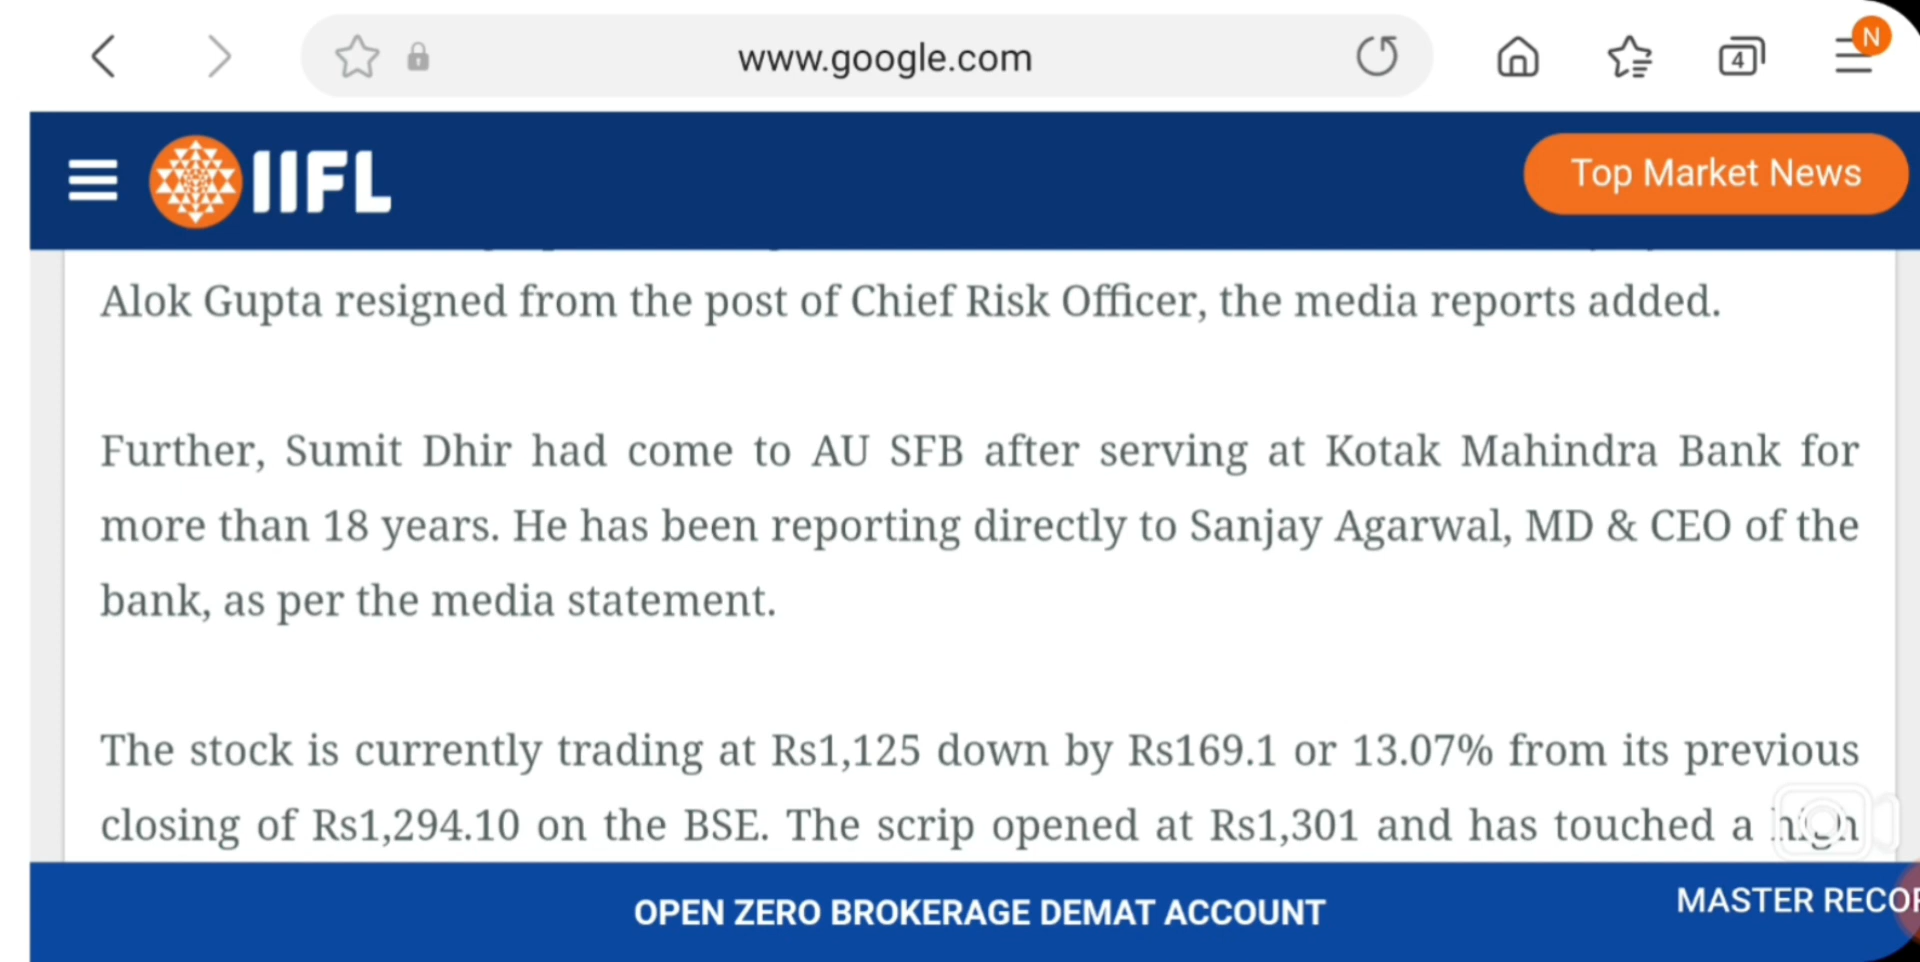 www.google.com
4
N
IIFL
Top Market News
Alok Gupta resigned from the post of Chief Risk Officer, the media reports added.
Further, Sumit Dhir had come to AU SFB after serving at Kotak Mahindra Bank for
more than 18 years. He has been reporting directly to Sanjay Agarwal, MD & CEO of the
bank, as per the media statement.
The stock is currently trading at Rs1,125 down by Rs169.1 or 13.07% from its previous
closing of Rs1,294.10 on the BSE. The scrip opened at Rs1,301 and has touched a high
OPEN ZERO BROKERAGE DEMAT ACCOUNT
MASTER RECOR